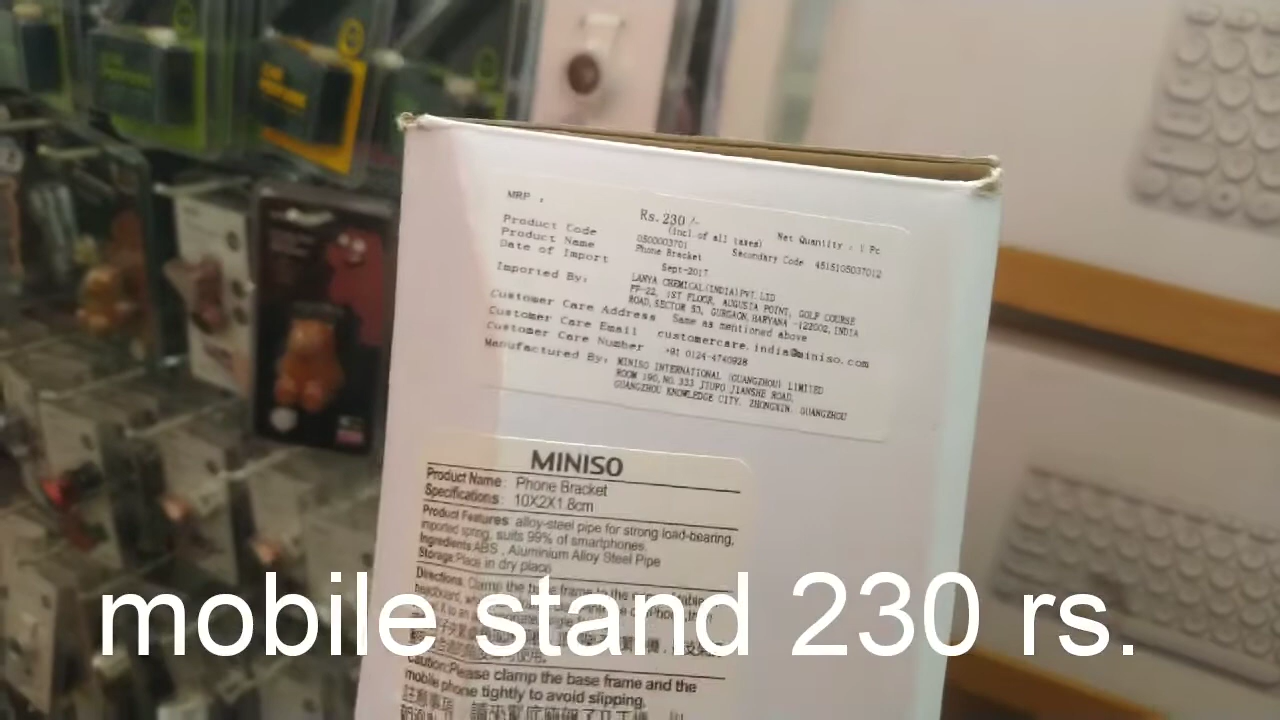 MRP :
Rs. 230 /-
(Incl. of all taxes)
Net Quantity : 1 Pc
Product Code 0500003701
Secondary Code 4515105037012
Product Name Phone Bracket
Date of Import Sept-2017
Imported By: LANYA CHEMICAL(INDIA)PVT.LTD
FF-22, 1ST FLOOR, AUGUSTA POINT, GOLF COURSE
ROAD,SECTOR 53, GURGAON,HARYANA -122002,INDIA
Customer Care Address Same as mentioned above
Customer Care Email customercare.india@miniso.com
Customer Care Number +91 0124-4740928
Manufactured By: MINISO INTERNATIONAL (GUANGZHOU) LIMITED
ROOM 190,NO.333 JIUFO JIANSHE ROAD,
GUANGZHOU KNOWLEDGE CITY, ZHONGXIN, GUANGZHOU
MINISO
Product Name: Phone Bracket
Specifications: 10X2X1.8cm
Product Features: alloy-steel pipe for strong load-bearing,
imported spring, suits 99% of smartphones.
Ingredients:ABS , Aluminium Alloy Steel Pipe
Storage:Place in dry place
Directions: Clamp the base frame to the
mobile stand 230 rs.
Caution:Please clamp the base frame and the
mobile phone tightly to avoid slipping.